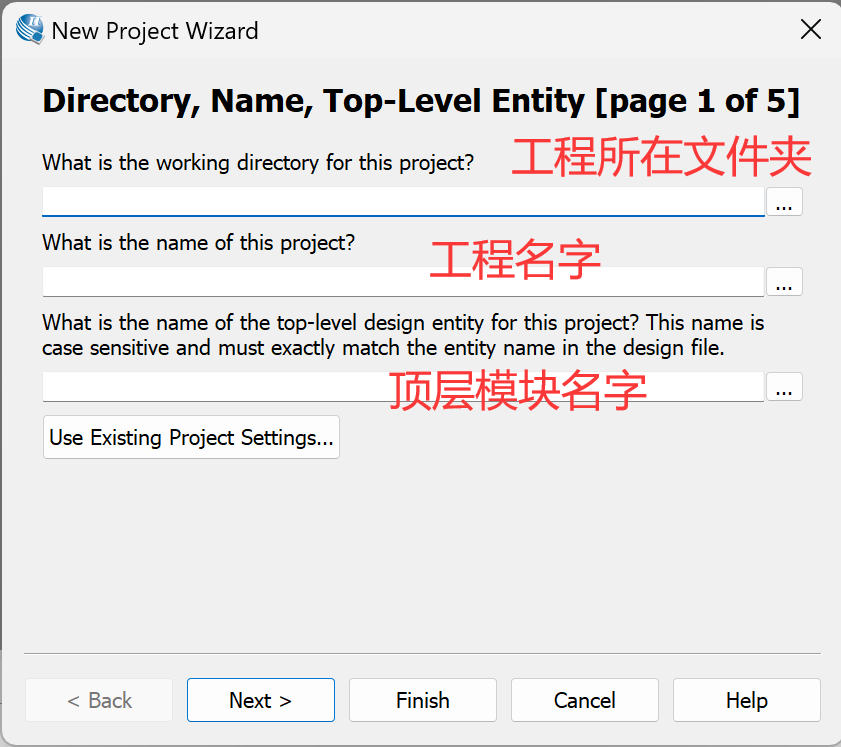 New Project Wizard
Directory, Name, Top-Level Entity [page 1 of 5]
What is the working directory for this project?
工程所在文件夹
...
What is the name of this project?
工程名字
...
What is the name of the top-level design entity for this project? This name is
case sensitive and must exactly match the entity name in the design file.
顶层模块名字
...
Use Existing Project Settings...
< Back
Next >
Finish
Cancel
Help